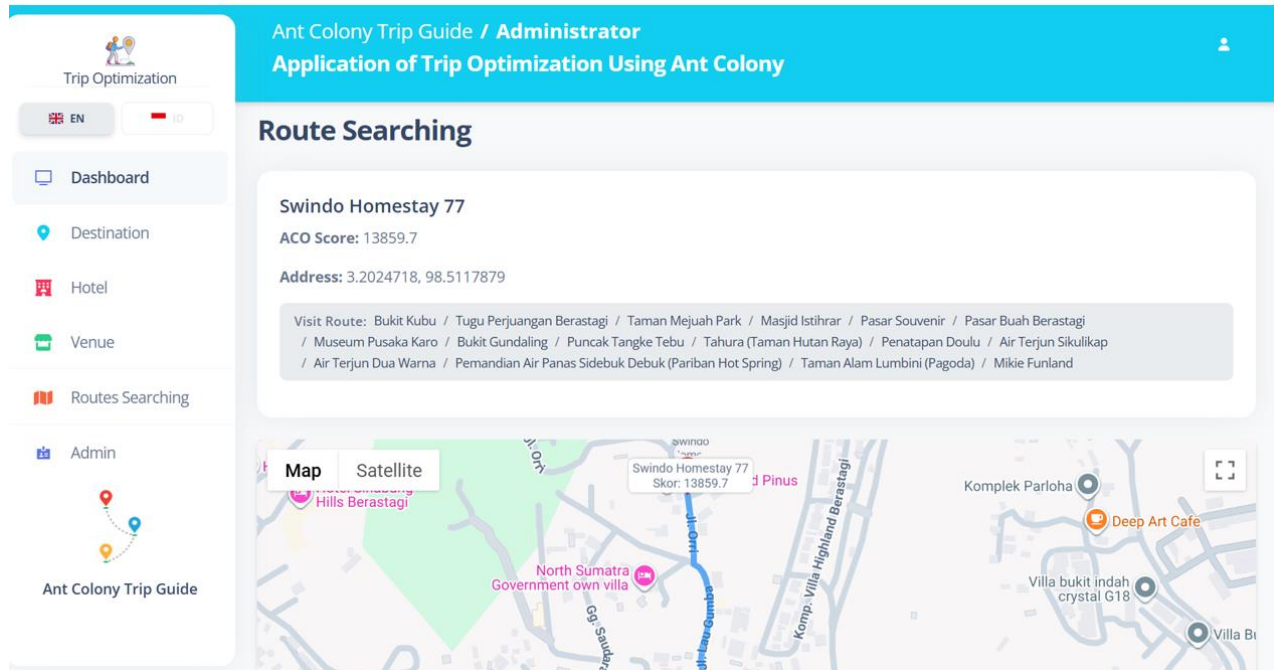 Trip Optimization
EN
ID
Dashboard
Destination
Hotel
Venue
Routes Searching
Admin
Ant Colony Trip Guide
Ant Colony Trip Guide / Administrator
Application of Trip Optimization Using Ant Colony
Route Searching
Swindo Homestay 77
ACO Score: 13859.7
Address: 3.2024718, 98.5117879
Visit Route: Bukit Kubu / Tugu Perjuangan Berastagi / Taman Mejuah Park / Masjid Istihrar / Pasar Souvenir / Pasar Buah Berastagi
/ Museum Pusaka Karo / Bukit Gundaling / Puncak Tangke Tebu / Tahura (Taman Hutan Raya) / Penatapan Doulu / Air Terjun Sikulikap
/ Air Terjun Dua Warna / Pemandian Air Panas Sidebuk Debuk (Pariban Hot Spring) / Taman Alam Lumbini (Pagoda) / Mikie Funland
Map
Satellite
Hills Berastagi
Swindo
Swindo Homestay 77
Skor: 13859.7
Pinus
Jl. Orri
Komp. Villa Highland Berastagi
North Sumatra
Government own villa
Komplek Parloha
Deep Art Cafe
Villa bukit indah
crystal G18
Villa